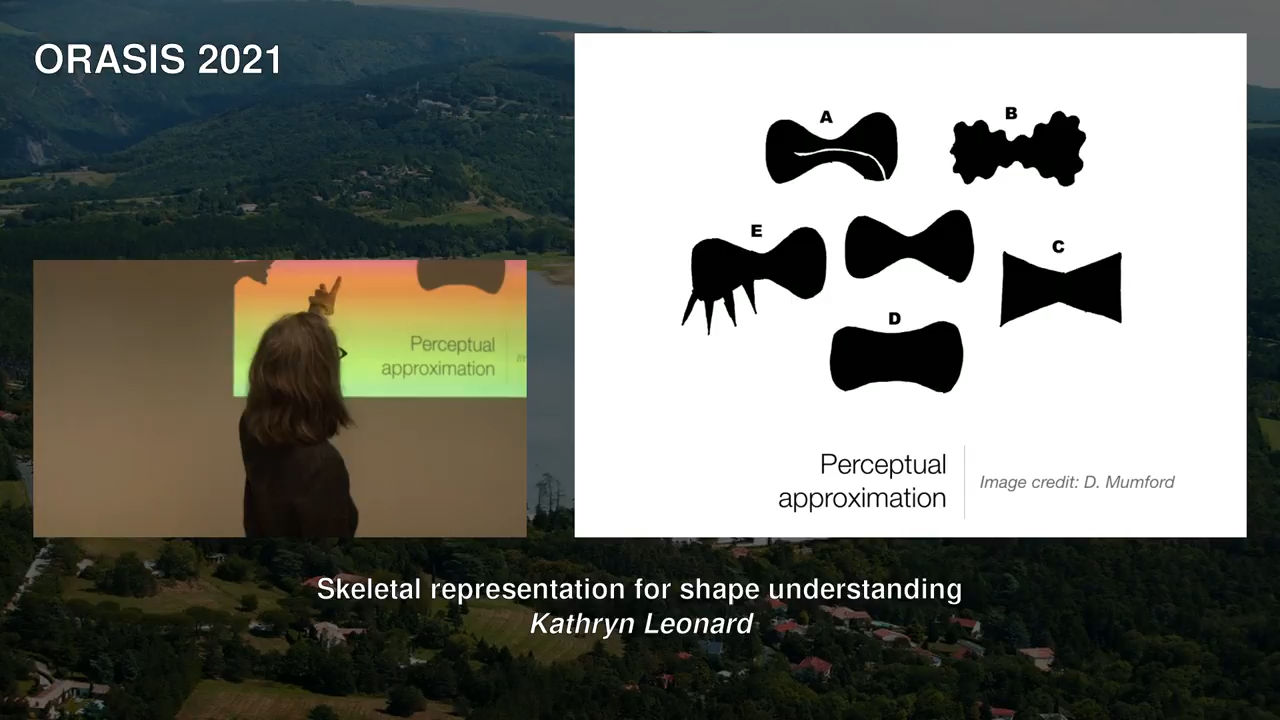 ORASIS 2021
A
B
E
C
D
Perceptual
approximation
Image credit: D. Mumford
Perceptual
approximation
Skeletal representation for shape understanding
Kathryn Leonard